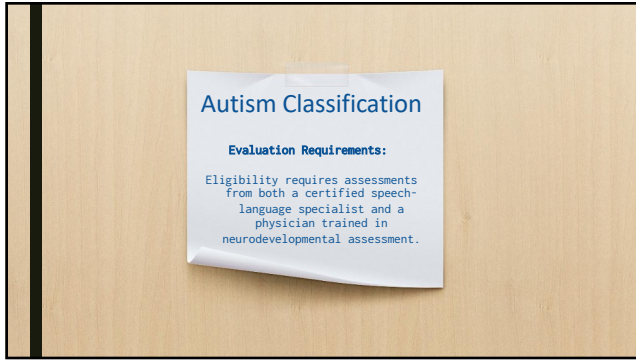 Autism Classification
Evaluation Requirements:
Eligibility requires assessments
from both a certified speech-
language specialist and a
physician trained in
neurodevelopmental assessment.